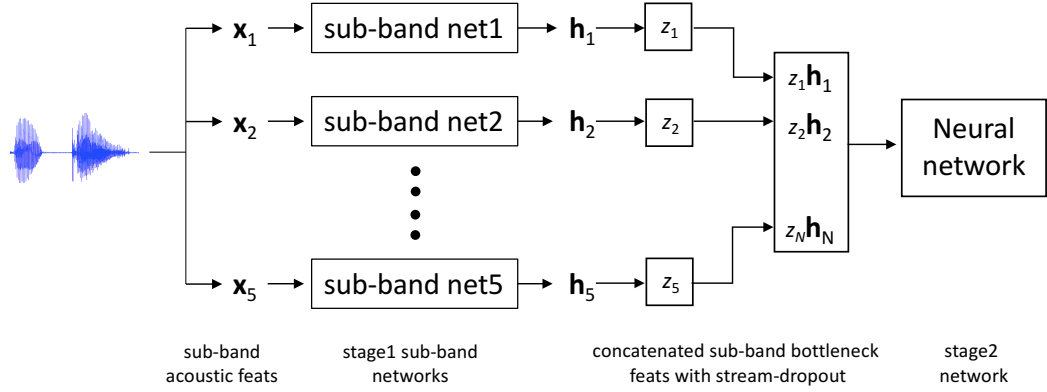 x1 sub-band net1 h1 z1
z1h1
x2 sub-band net2 h2 z2 z2h2
Neural
network
zNhN
x5 sub-band net5 h5 z5
sub-band
acoustic feats
stage1 sub-band
networks
concatenated sub-band bottleneck
feats with stream-dropout
stage2
network